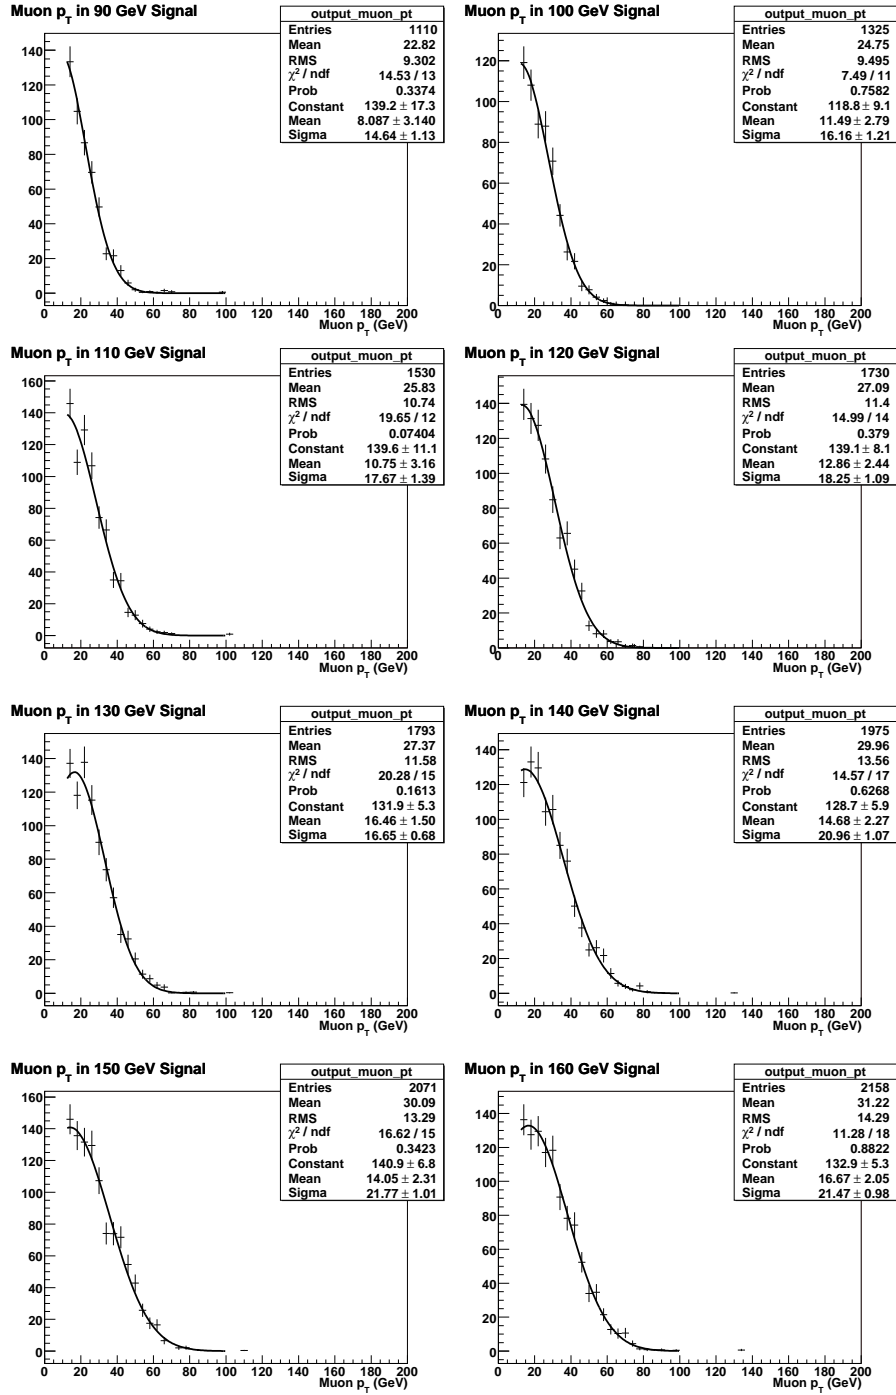 Muon pT in 90 GeV Signal
output_muon_pt
Entries 1110
Mean 22.82
RMS 9.302
χ² / ndf 14.53 / 13
Prob 0.3374
Constant 139.2 ± 17.3
Mean 8.087 ± 3.140
Sigma 14.64 ± 1.13
140
120
100
80
60
40
20
0
0 20 40 60 80 100 120 140 160 180 200
Muon pT (GeV)
Muon pT in 100 GeV Signal
output_muon_pt
Entries 1325
Mean 24.75
RMS 9.495
χ² / ndf 7.49 / 11
Prob 0.7582
Constant 118.8 ± 9.1
Mean 11.49 ± 2.79
Sigma 16.16 ± 1.21
120
100
80
60
40
20
0
0 20 40 60 80 100 120 140 160 180 200
Muon pT (GeV)
Muon pT in 110 GeV Signal
output_muon_pt
Entries 1530
Mean 25.83
RMS 10.74
χ² / ndf 19.65 / 12
Prob 0.07404
Constant 139.6 ± 11.1
Mean 10.75 ± 3.16
Sigma 17.67 ± 1.39
160
140
120
100
80
60
40
20
0
0 20 40 60 80 100 120 140 160 180 200
Muon pT (GeV)
Muon pT in 120 GeV Signal
output_muon_pt
Entries 1730
Mean 27.09
RMS 11.4
χ² / ndf 14.99 / 14
Prob 0.379
Constant 139.1 ± 8.1
Mean 12.86 ± 2.44
Sigma 18.25 ± 1.09
140
120
100
80
60
40
20
0
0 20 40 60 80 100 120 140 160 180 200
Muon pT (GeV)
Muon pT in 130 GeV Signal
output_muon_pt
Entries 1793
Mean 27.37
RMS 11.58
χ² / ndf 20.28 / 15
Prob 0.1613
Constant 131.9 ± 5.3
Mean 16.46 ± 1.50
Sigma 16.65 ± 0.68
140
120
100
80
60
40
20
0
0 20 40 60 80 100 120 140 160 180 200
Muon pT (GeV)
Muon pT in 140 GeV Signal
output_muon_pt
Entries 1975
Mean 29.96
RMS 13.56
χ² / ndf 14.57 / 17
Prob 0.6268
Constant 128.7 ± 5.9
Mean 14.68 ± 2.27
Sigma 20.96 ± 1.07
140
120
100
80
60
40
20
0
0 20 40 60 80 100 120 140 160 180 200
Muon pT (GeV)
Muon pT in 150 GeV Signal
output_muon_pt
Entries 2071
Mean 30.09
RMS 13.29
χ² / ndf 16.62 / 15
Prob 0.3423
Constant 140.9 ± 6.8
Mean 14.05 ± 2.31
Sigma 21.77 ± 1.01
160
140
120
100
80
60
40
20
0
0 20 40 60 80 100 120 140 160 180 200
Muon pT (GeV)
Muon pT in 160 GeV Signal
output_muon_pt
Entries 2158
Mean 31.22
RMS 14.29
χ² / ndf 11.28 / 18
Prob 0.8822
Constant 132.9 ± 5.3
Mean 16.67 ± 2.05
Sigma 21.47 ± 0.98
140
120
100
80
60
40
20
0
0 20 40 60 80 100 120 140 160 180 200
Muon pT (GeV)